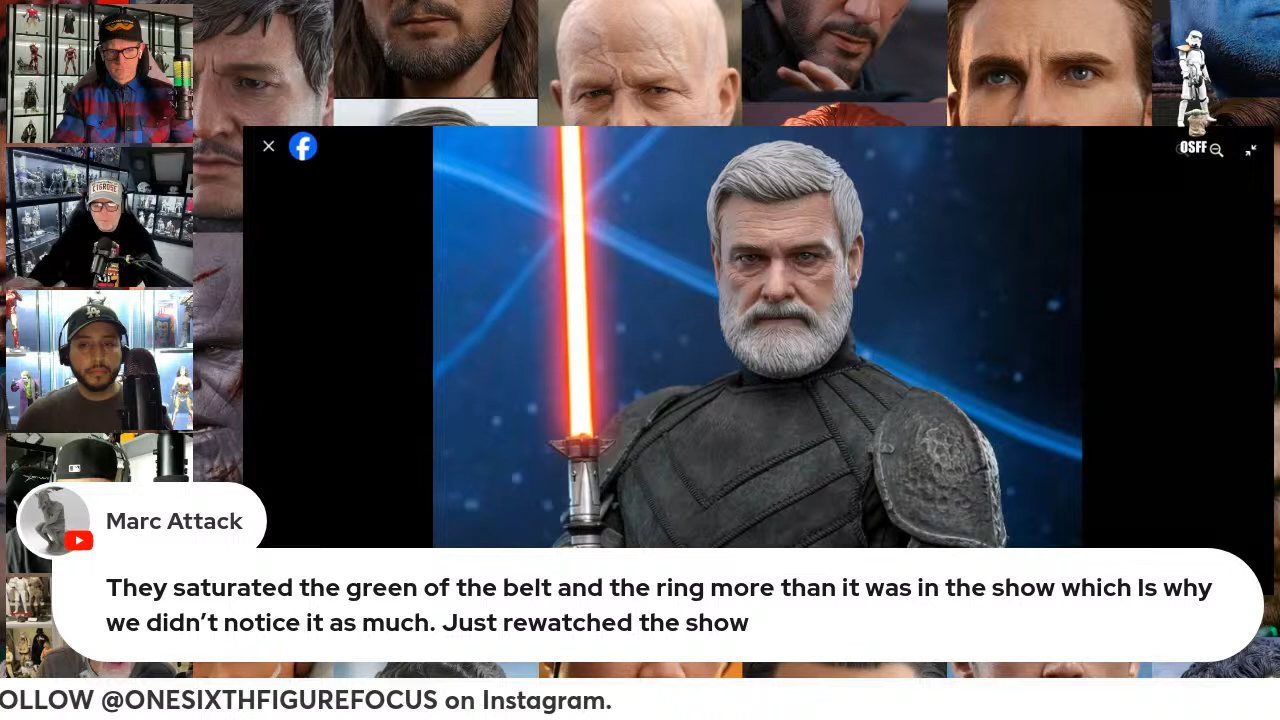 OSFF
Marc Attack
They saturated the green of the belt and the ring more than it was in the show which Is why
we didn’t notice it as much. Just rewatched the show
OLLOW @ONESIXTHFIGUREFOCUS on Instagram.